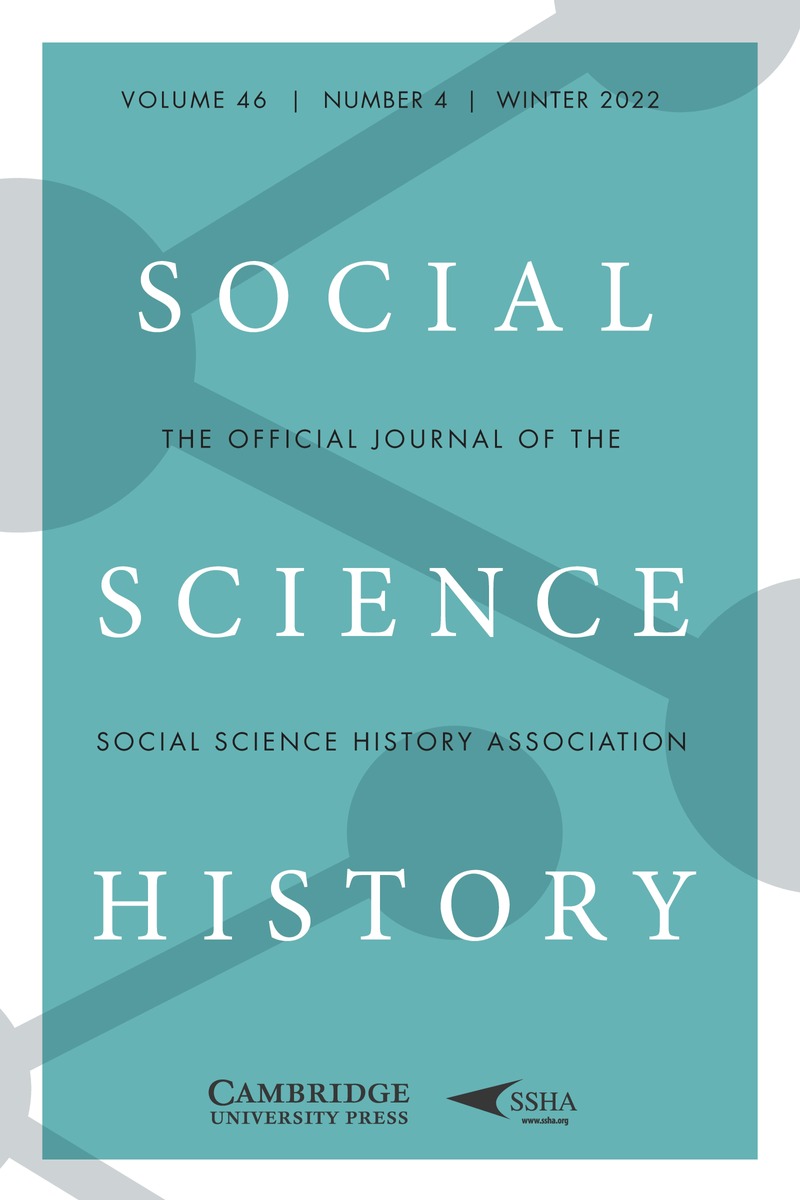 VOLUME 46 | NUMBER 4 | WINTER 2022
SOCIAL
THE OFFICIAL JOURNAL OF THE
SCIENCE
SOCIAL SCIENCE HISTORY ASSOCIATION
HISTORY
CAMBRIDGE
UNIVERSITY PRESS
SSHA
www.ssha.org